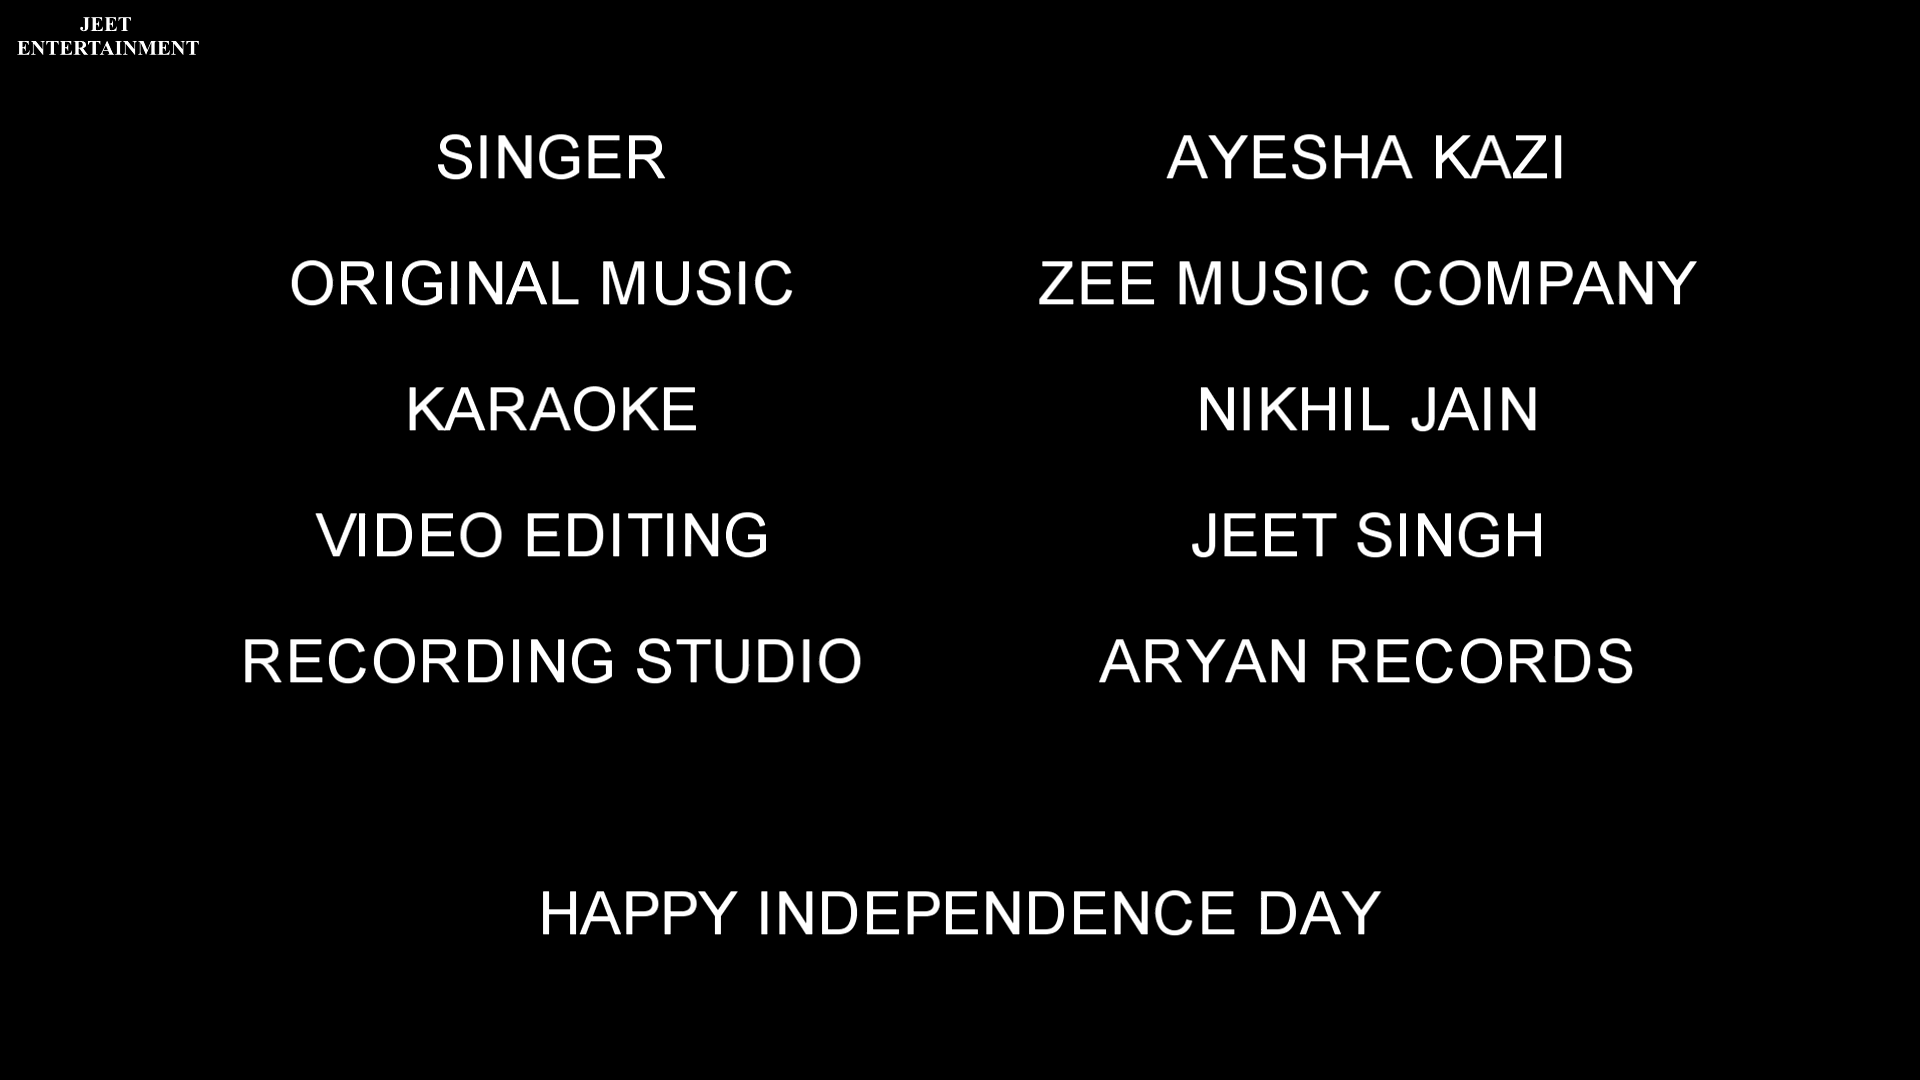 JEET
ENTERTAINMENT
SINGER AYESHA KAZI
ORIGINAL MUSIC ZEE MUSIC COMPANY
KARAOKE NIKHIL JAIN
VIDEO EDITING JEET SINGH
RECORDING STUDIO ARYAN RECORDS
HAPPY INDEPENDENCE DAY